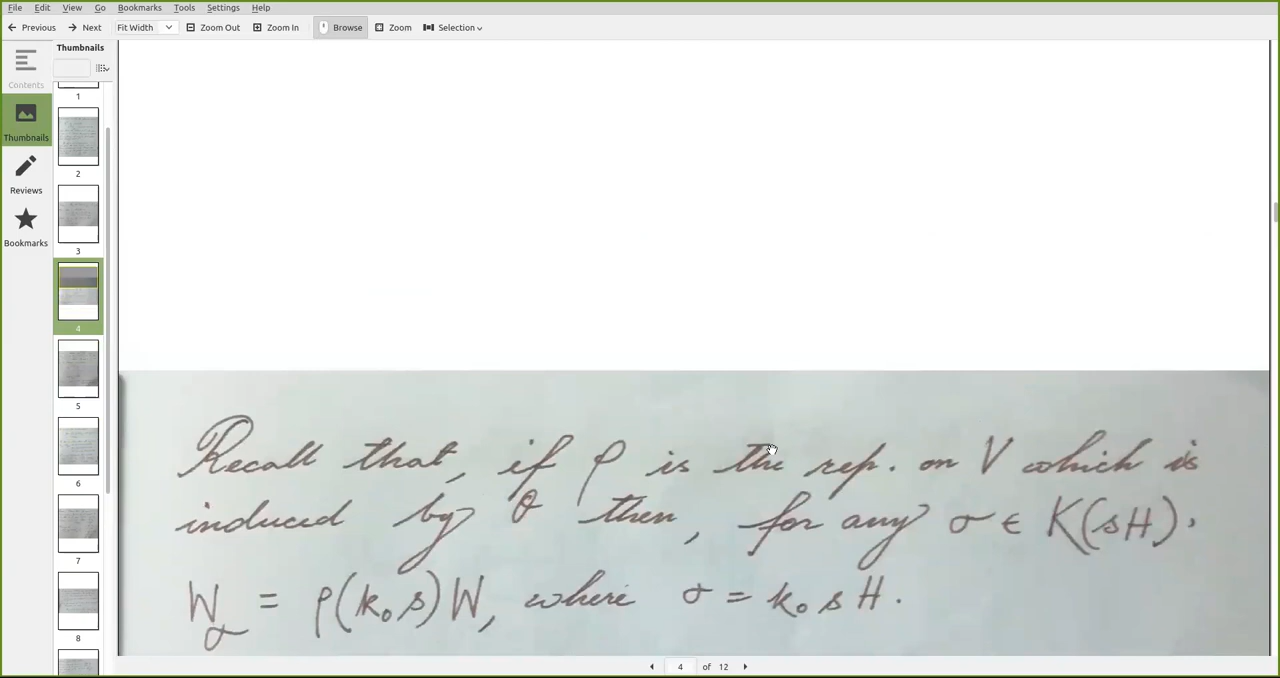 File Edit View Go Bookmarks Tools Settings Help
Previous Next Fit Width Zoom Out Zoom In Browse Zoom Selection
Thumbnails
Contents
Thumbnails
Reviews
Bookmarks
1
2
3
4
5
6
7
8
Recall that, if ρ is the rep. on V which is
induced by θ then, for any σ ∈ K(sH).
W_σ = ρ(k₀s)W, where σ = k₀sH.
4 of 12